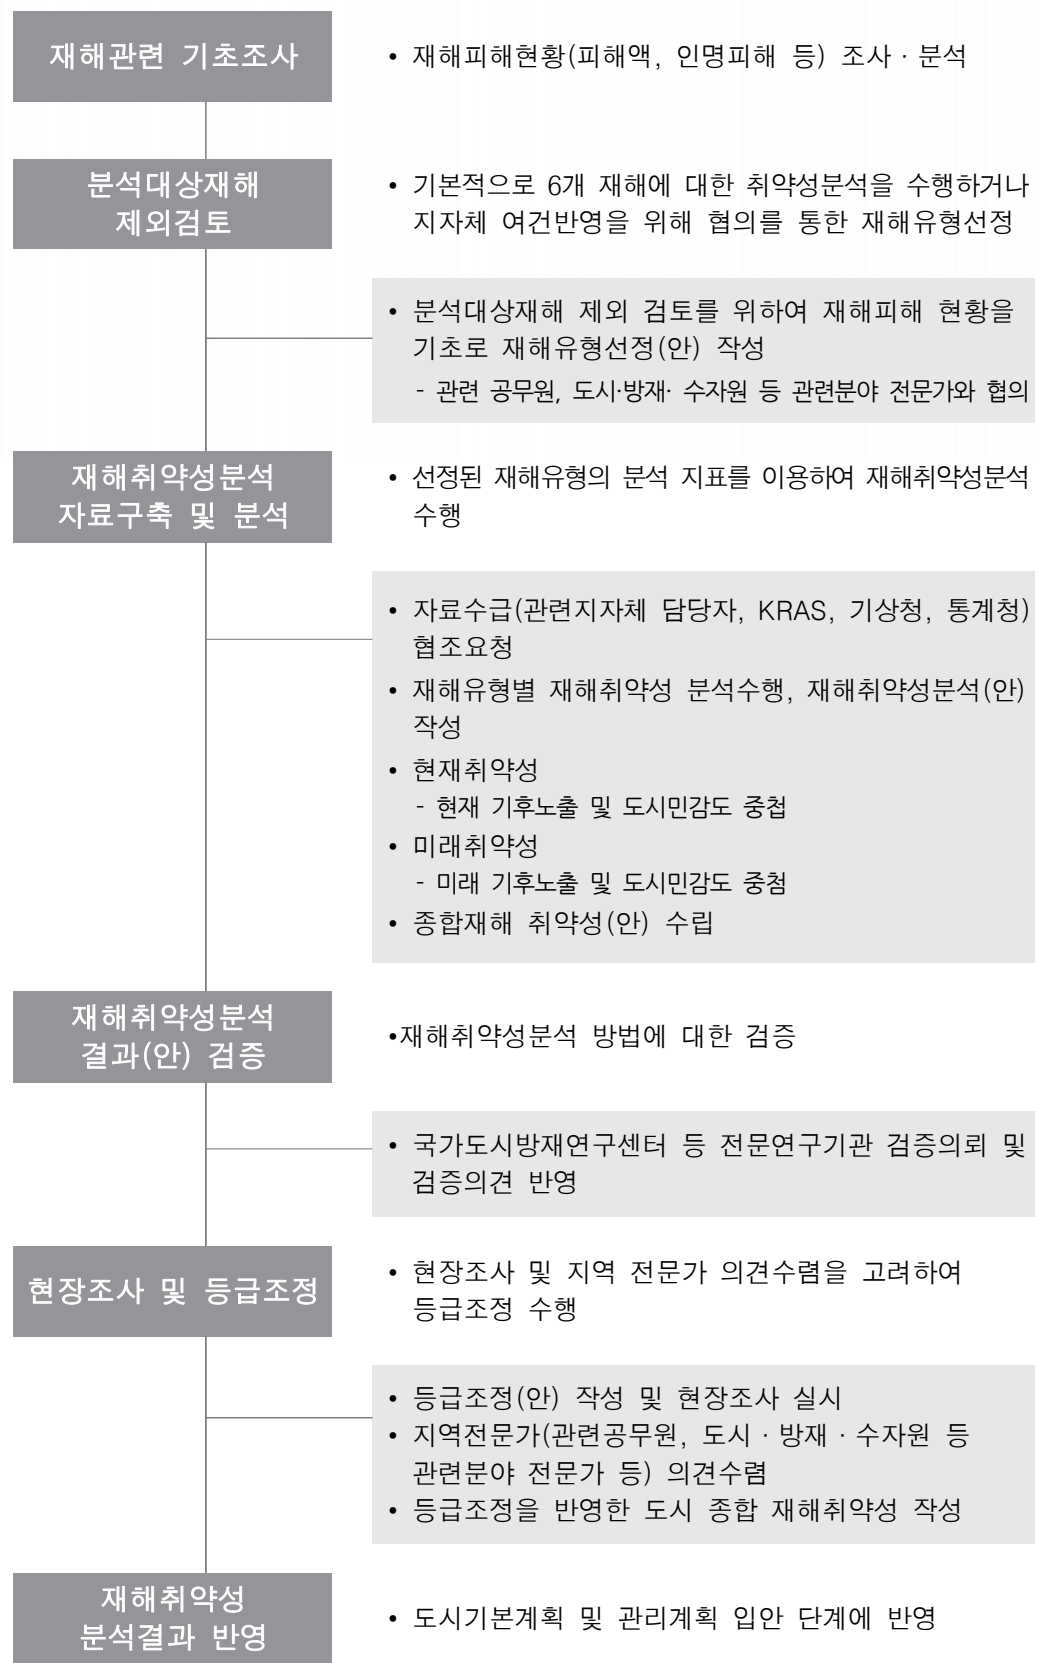 재해관련 기초조사
• 재해피해현황(피해액, 인명피해 등) 조사 · 분석
분석대상재해
제외검토
• 기본적으로 6개 재해에 대한 취약성분석을 수행하거나
지자체 여건반영을 위해 협의를 통한 재해유형선정
• 분석대상재해 제외 검토를 위하여 재해피해 현황을
기초로 재해유형선정(안) 작성
- 관련 공무원, 도시·방재· 수자원 등 관련분야 전문가와 협의
재해취약성분석
자료구축 및 분석
• 선정된 재해유형의 분석 지표를 이용하여 재해취약성분석
수행
• 자료수급(관련지자체 담당자, KRAS, 기상청, 통계청)
협조요청
• 재해유형별 재해취약성 분석수행, 재해취약성분석(안)
작성
• 현재취약성
- 현재 기후노출 및 도시민감도 중첩
• 미래취약성
- 미래 기후노출 및 도시민감도 중첨
• 종합재해 취약성(안) 수립
재해취약성분석
결과(안) 검증
•재해취약성분석 방법에 대한 검증
• 국가도시방재연구센터 등 전문연구기관 검증의뢰 및
검증의견 반영
현장조사 및 등급조정
• 현장조사 및 지역 전문가 의견수렴을 고려하여
등급조정 수행
• 등급조정(안) 작성 및 현장조사 실시
• 지역전문가(관련공무원, 도시 · 방재 · 수자원 등
관련분야 전문가 등) 의견수렴
• 등급조정을 반영한 도시 종합 재해취약성 작성
재해취약성
분석결과 반영
• 도시기본계획 및 관리계획 입안 단계에 반영